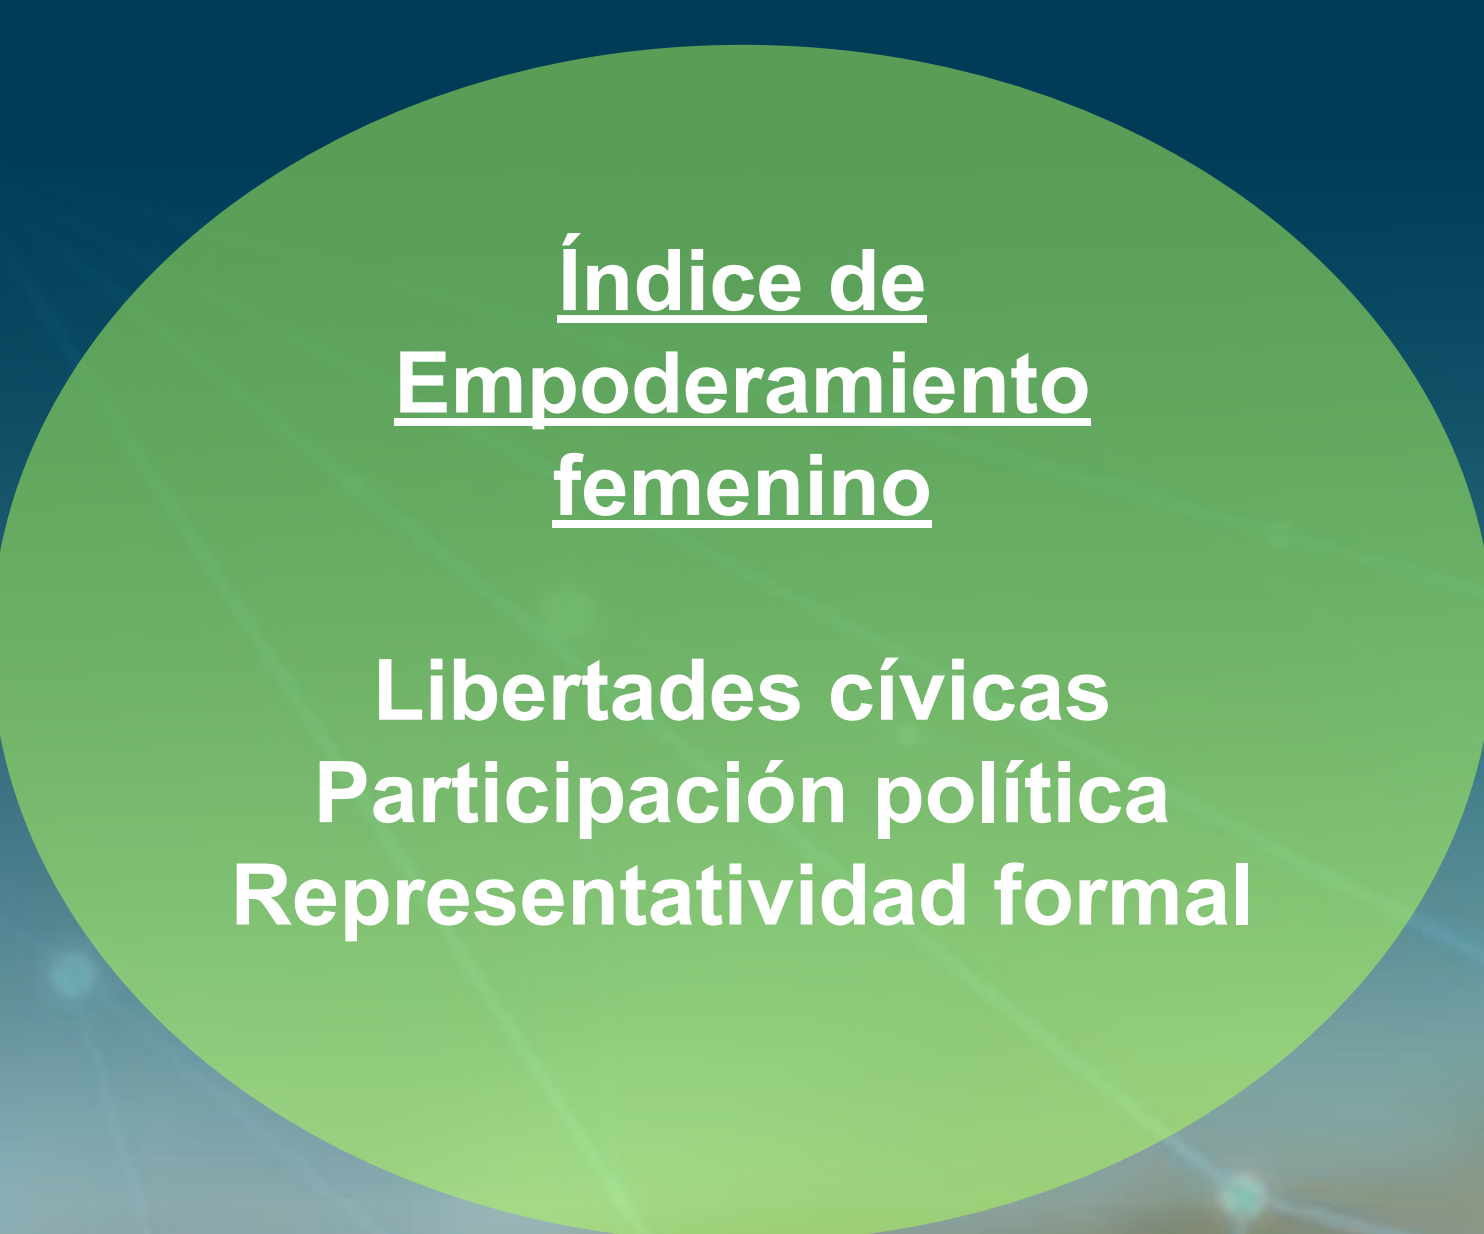 Índice de
Empoderamiento
femenino
Libertades cívicas
Participación política
Representatividad formal